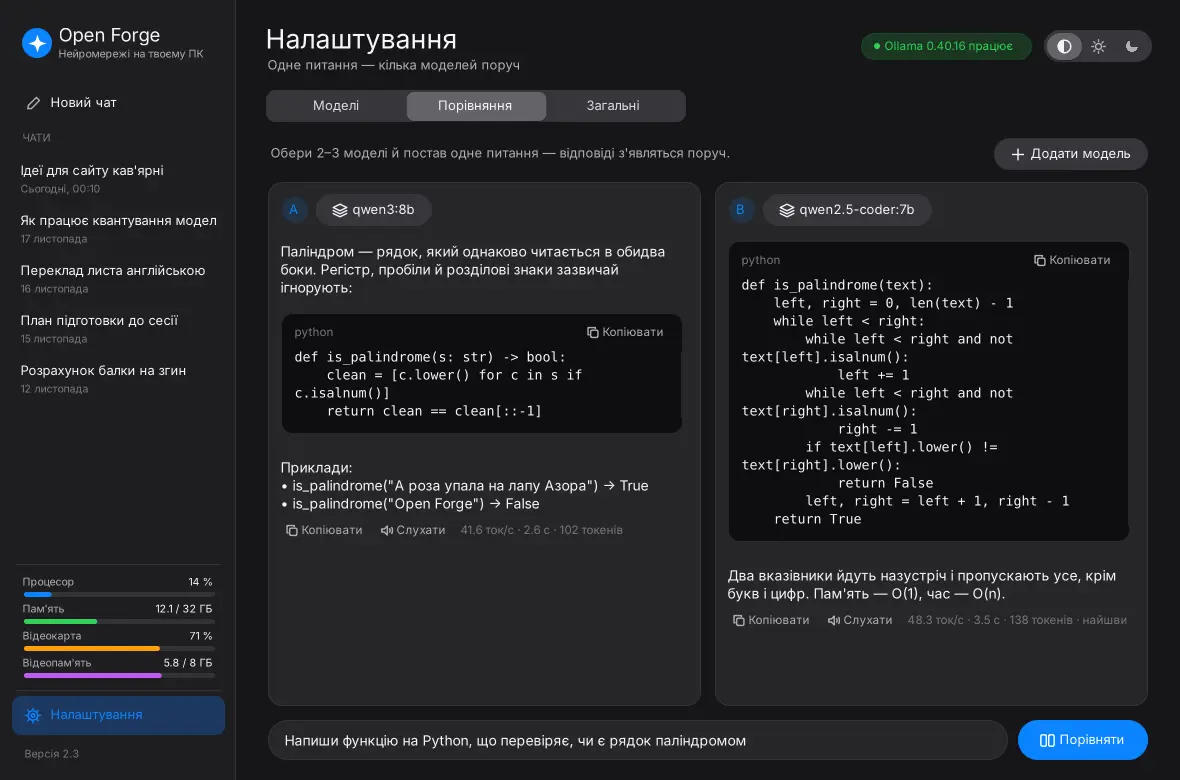 Open Forge
Нейромережі на твоєму ПК
Новий чат
ЧАТИ
Ідеї для сайту кав'ярні
Сьогодні, 00:10
Як працює квантування модел
17 листопада
Переклад листа англійською
16 листопада
План підготовки до сесії
15 листопада
Розрахунок балки на згин
12 листопада
Процесор 14 %
Пам'ять 12.1 / 32 ГБ
Відеокарта 71 %
Відеопам'ять 5.8 / 8 ГБ
Налаштування
Версія 2.3
Налаштування
Одне питання — кілька моделей поруч
Ollama 0.40.16 працює
Моделі Порівняння Загальні
Обери 2–3 моделі й постав одне питання — відповіді з'являться поруч.
Додати модель
A qwen3:8b
Паліндром — рядок, який однаково читається в обидва
боки. Регістр, пробіли й розділові знаки зазвичай
ігнорують:
python Копіювати
def is_palindrome(s: str) -> bool:
    clean = [c.lower() for c in s if
c.isalnum()]
    return clean == clean[::-1]
Приклади:
• is_palindrome("А роза упала на лапу Азора") → True
• is_palindrome("Open Forge") → False
Копіювати Слухати 41.6 ток/с · 2.6 с · 102 токенів
B qwen2.5-coder:7b
python Копіювати
def is_palindrome(text):
    left, right = 0, len(text) - 1
    while left < right:
        while left < right and not
text[left].isalnum():
            left += 1
        while left < right and not
text[right].isalnum():
            right -= 1
        if text[left].lower() !=
text[right].lower():
            return False
        left, right = left + 1, right - 1
    return True
Два вказівники йдуть назустріч і пропускають усе, крім
букв і цифр. Пам'ять — O(1), час — O(n).
Копіювати Слухати 48.3 ток/с · 3.5 с · 138 токенів · найшви
Напиши функцію на Python, що перевіряє, чи є рядок паліндромом
Порівняти